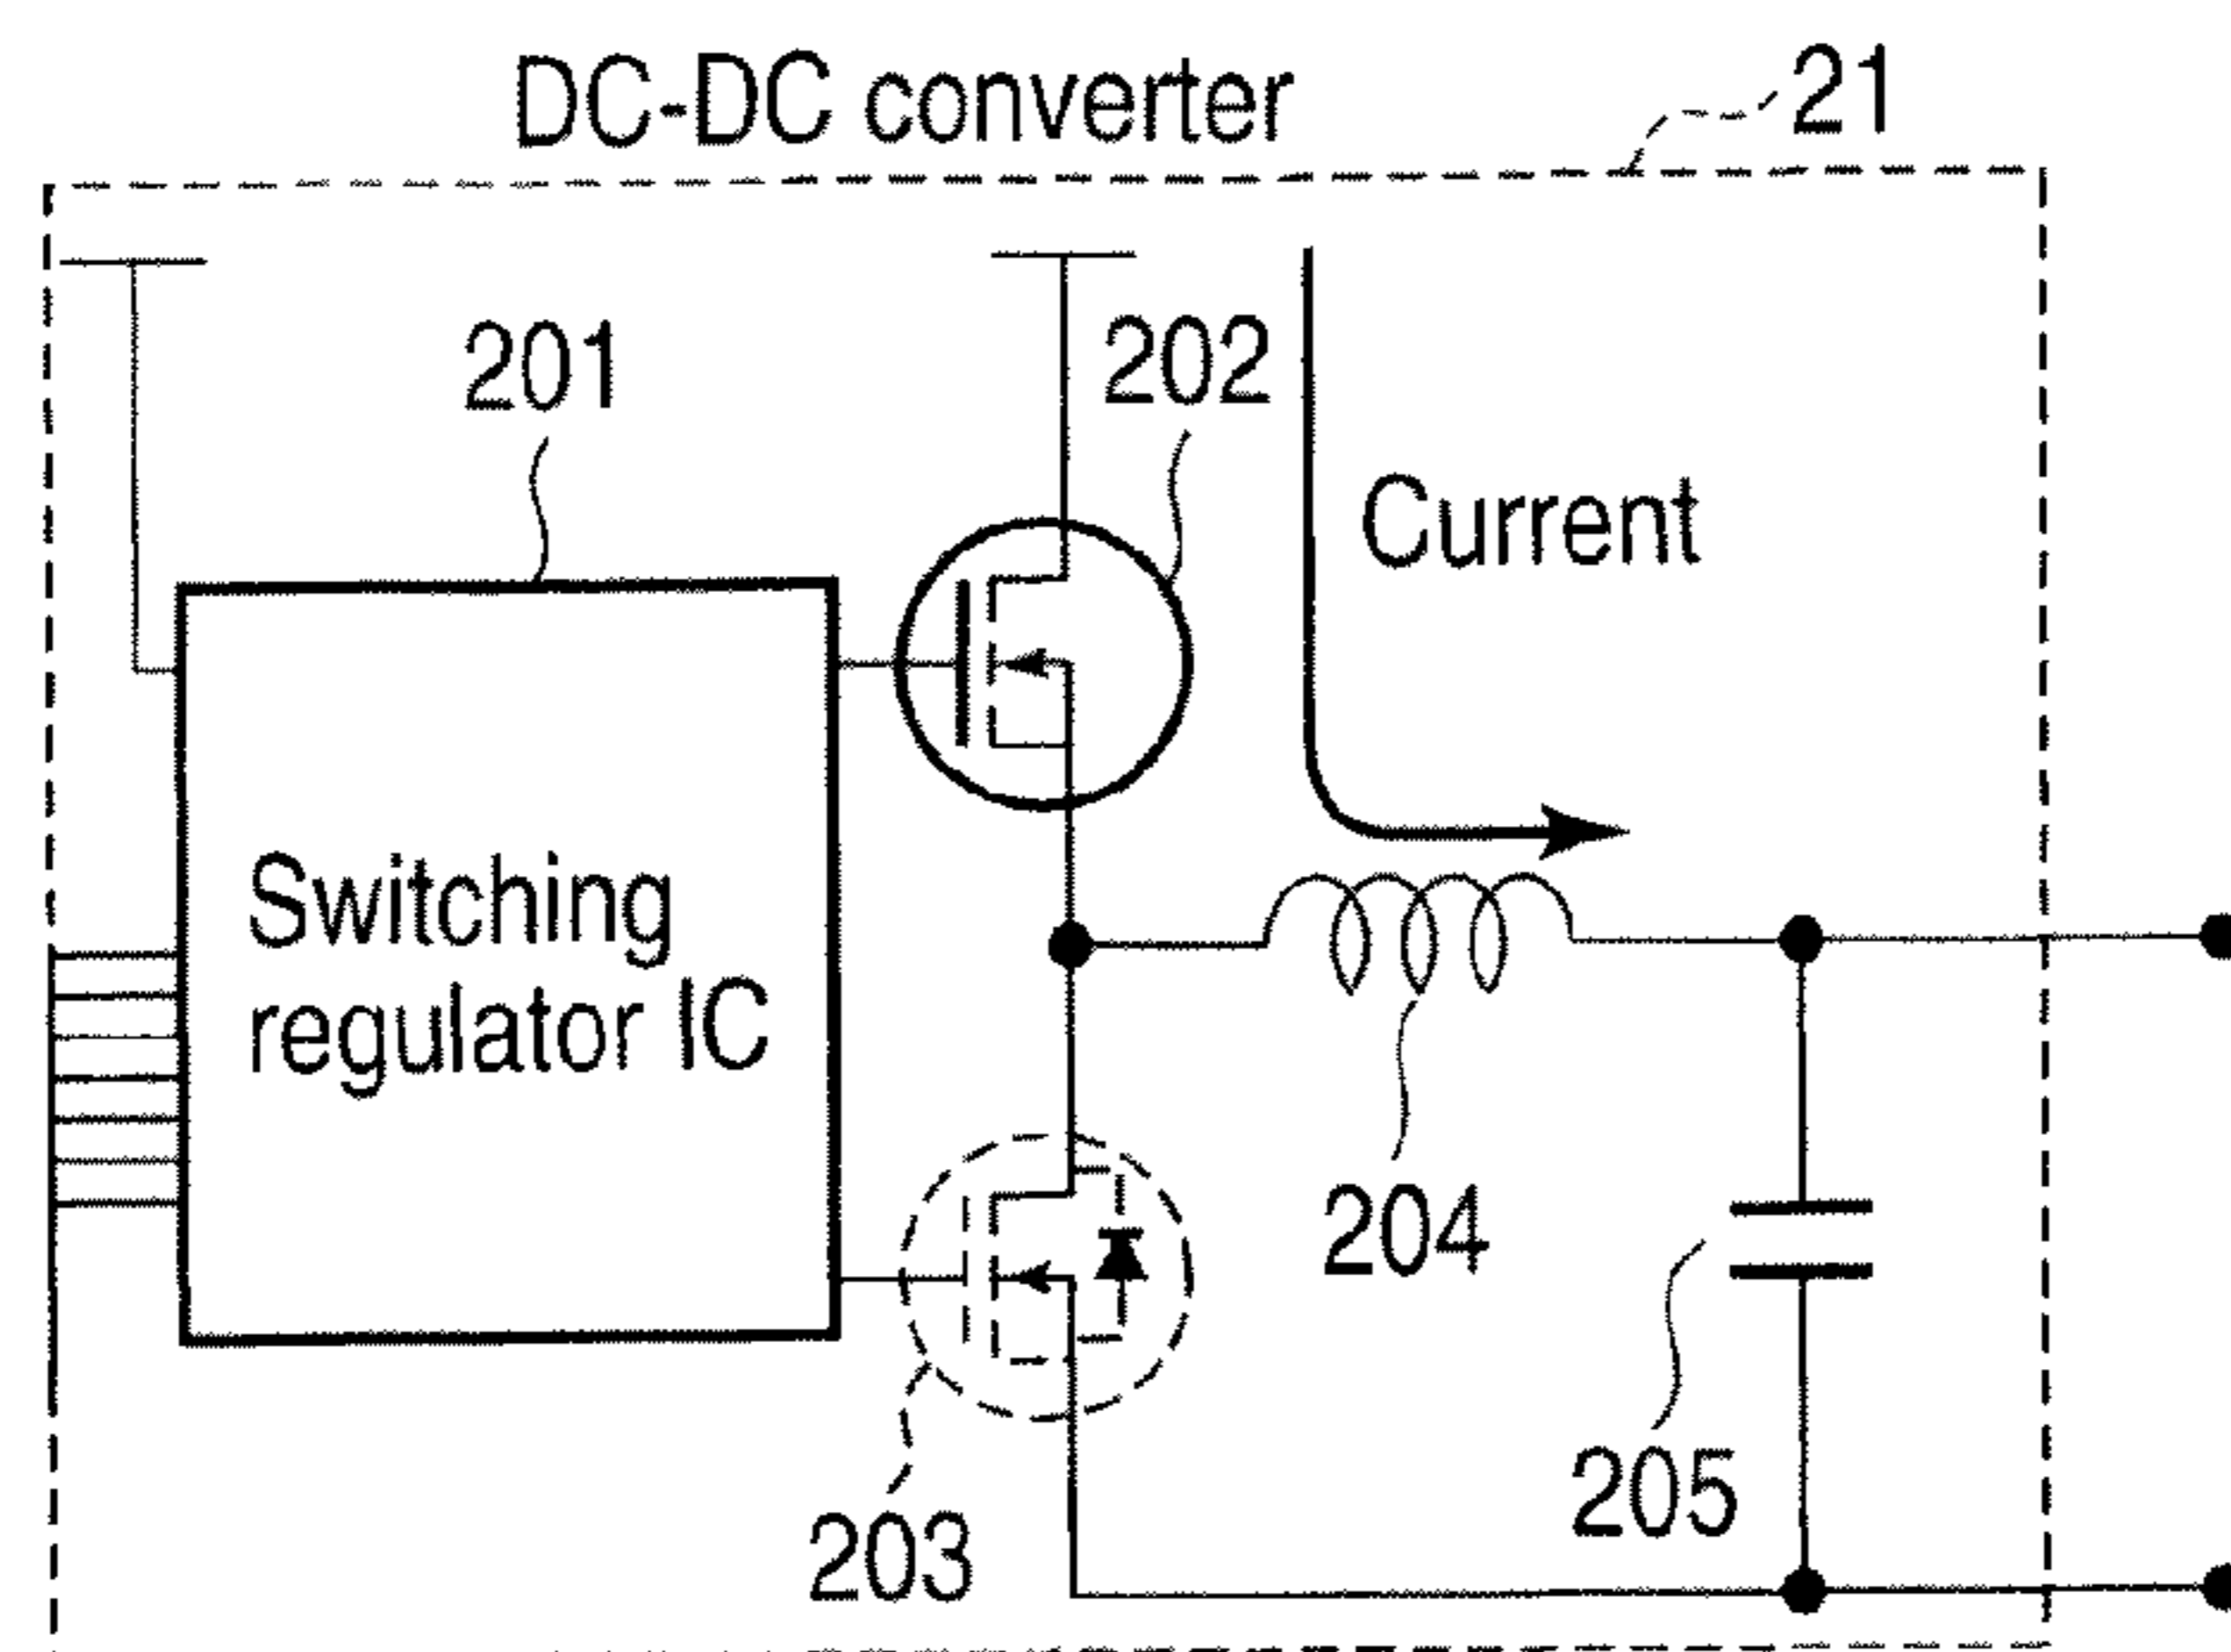 DC-DC converter
21
201
202
Current
Switching
regulator IC
204
205
203